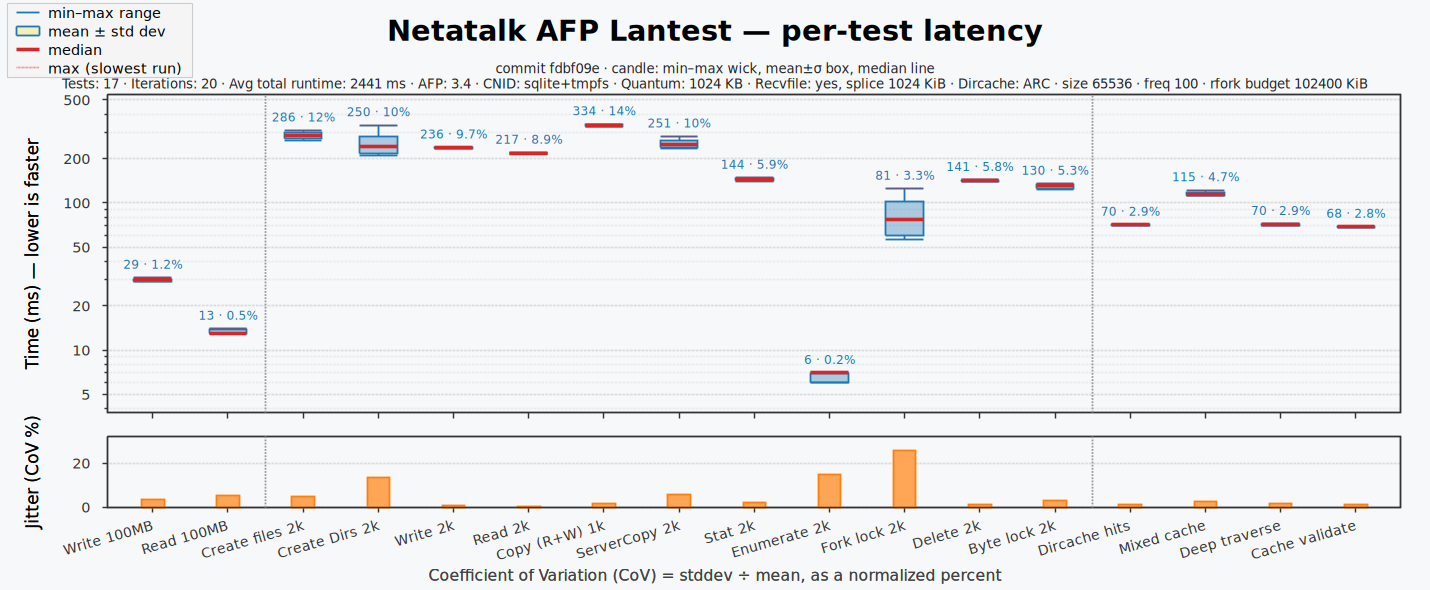 min–max range
mean ± std dev
median
max (slowest run)
Netatalk AFP Lantest — per-test latency
commit fdbf09e · candle: min–max wick, mean±σ box, median line
Tests: 17 · Iterations: 20 · Avg total runtime: 2441 ms · AFP: 3.4 · CNID: sqlite+tmpfs · Quantum: 1024 KB · Recvfile: yes, splice 1024 KiB · Dircache: ARC · size 65536 · freq 100 · rfork budget 102400 KiB
Time (ms) — lower is faster
500
200
100
50
20
10
5
29 · 1.2%
13 · 0.5%
286 · 12%
250 · 10%
236 · 9.7%
217 · 8.9%
334 · 14%
251 · 10%
144 · 5.9%
6 · 0.2%
81 · 3.3%
141 · 5.8%
130 · 5.3%
70 · 2.9%
115 · 4.7%
70 · 2.9%
68 · 2.8%
Jitter (CoV %)
20
0
Write 100MB
Read 100MB
Create files 2k
Create Dirs 2k
Write 2k
Read 2k
Copy (R+W) 1k
ServerCopy 2k
Stat 2k
Enumerate 2k
Fork lock 2k
Delete 2k
Byte lock 2k
Dircache hits
Mixed cache
Deep traverse
Cache validate
Coefficient of Variation (CoV) = stddev ÷ mean, as a normalized percent